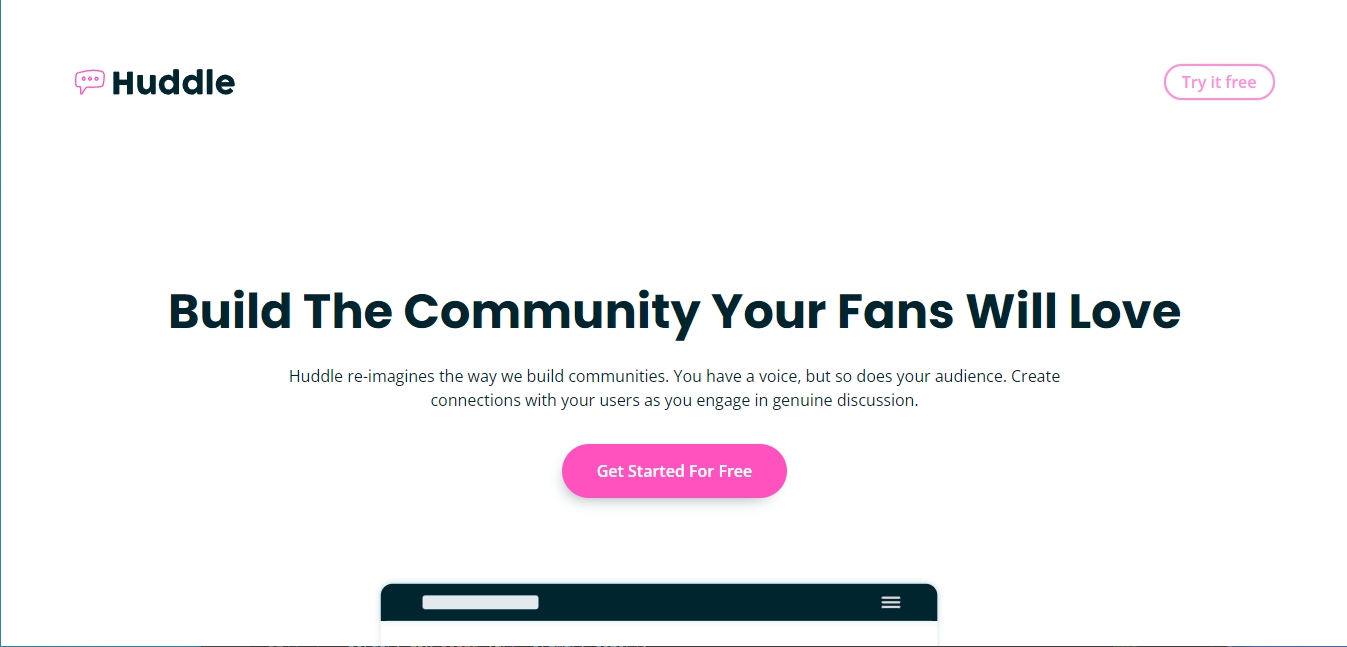 Huddle
Try it free
Build The Community Your Fans Will Love
Huddle re-imagines the way we build communities. You have a voice, but so does your audience. Create
connections with your users as you engage in genuine discussion.
Get Started For Free